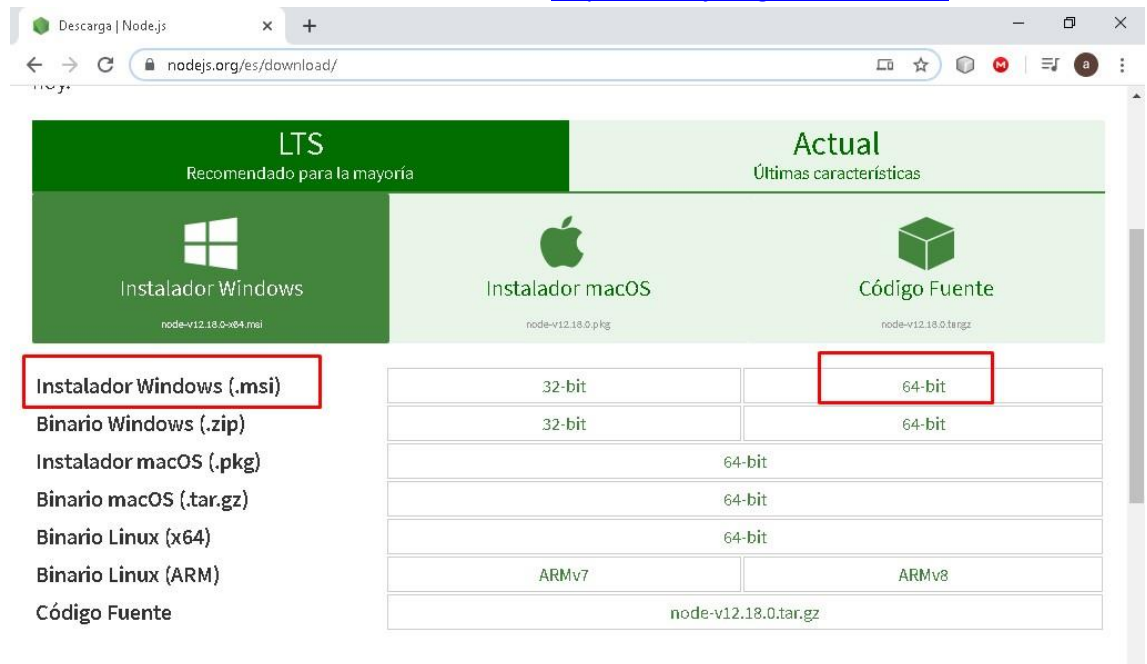 Descarga | Node.js
nodejs.org/es/download/
a
hoy.
LTS
Recomendado para la mayoría
Actual
Últimas características
Instalador Windows
node-v12.18.0-x64.msi
Instalador macOS
node-v12.18.0.pkg
Código Fuente
node-v12.18.0.tar.gz
Instalador Windows (.msi) 32-bit 64-bit
Binario Windows (.zip) 32-bit 64-bit
Instalador macOS (.pkg) 64-bit
Binario macOS (.tar.gz) 64-bit
Binario Linux (x64) 64-bit
Binario Linux (ARM) ARMv7 ARMv8
Código Fuente node-v12.18.0.tar.gz